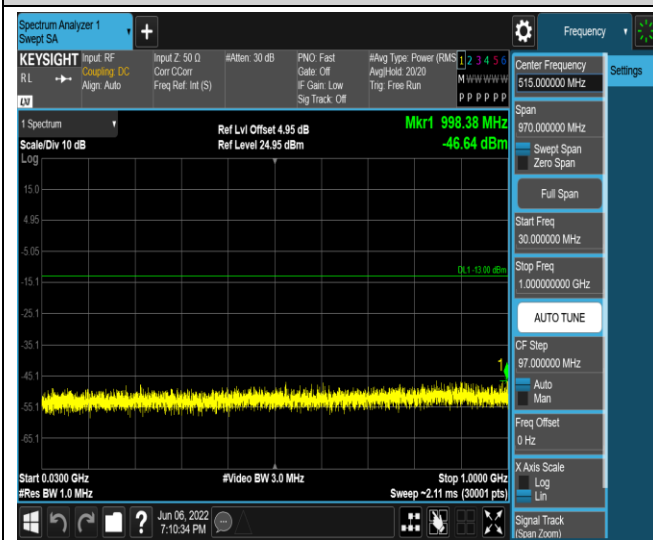 Spectrum Analyzer 1
Swept SA
Frequency
KEYSIGHT
RL
LXI
Input: RF
Coupling: DC
Align: Auto
Input Z: 50 Ω
Corr CCorr
Freq Ref: Int (S)
#Atten: 30 dB
PNO: Fast
Gate: Off
IF Gain: Low
Sig Track: Off
#Avg Type: Power (RMS
Avg|Hold: 20/20
Trig: Free Run
1 2 3 4 5 6
M W W W W W
P P P P P P
Center Frequency
515.000000 MHz
Settings
Span
970.000000 MHz
Swept Span
Zero Span
Full Span
Start Freq
30.000000 MHz
Stop Freq
1.000000000 GHz
AUTO TUNE
CF Step
97.000000 MHz
Auto
Man
Freq Offset
0 Hz
X Axis Scale
Log
Lin
Signal Track
(Span Zoom)
1 Spectrum
Scale/Div 10 dB
Log
Ref Lvl Offset 4.95 dB
Ref Level 24.95 dBm
Mkr1 998.38 MHz
-46.64 dBm
15.0
4.95
-5.05
DL1 -13.00 dBm
-15.1
-25.1
-35.1
1
-45.1
-55.1
-65.1
Start 0.0300 GHz
#Res BW 1.0 MHz
#Video BW 3.0 MHz
Stop 1.0000 GHz
Sweep ~2.11 ms (30001 pts)
?
Jun 06, 2022
7:10:34 PM